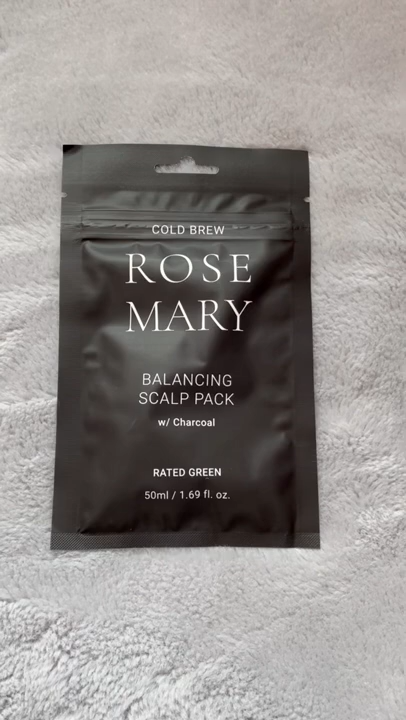 COLD BREW
ROSE
MARY
BALANCING
SCALP PACK
w/ Charcoal
RATED GREEN
50ml / 1.69 fl. oz.